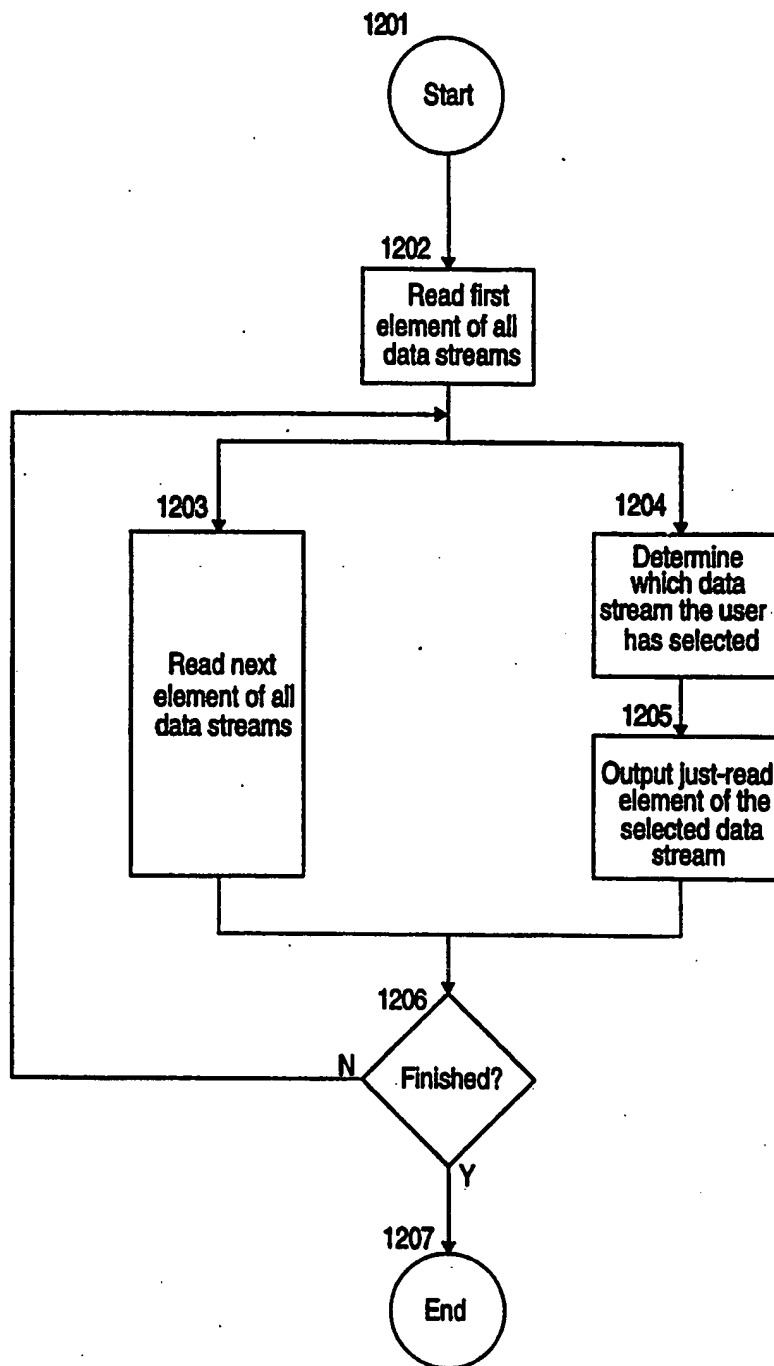 1201
Start
1202
Read first
element of all
data streams
1203
Read next
element of all
data streams
1204
Determine
which data
stream the user
has selected
1205
Output just-read
element of the
selected data
stream
1206
Finished?
N
Y
1207
End